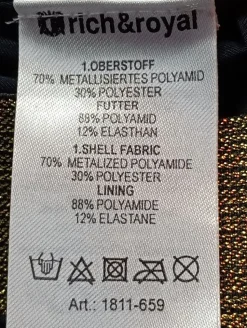 rich&royal
1.OBERSTOFF
70% METALLISIERTES POLYAMID
30% POLYESTER
FUTTER
88% POLYAMID
12% ELASTHAN
1.SHELL FABRIC
70% METALIZED POLYAMIDE
30% POLYESTER
LINING
88% POLYAMIDE
12% ELASTANE
Art.: 1811-659